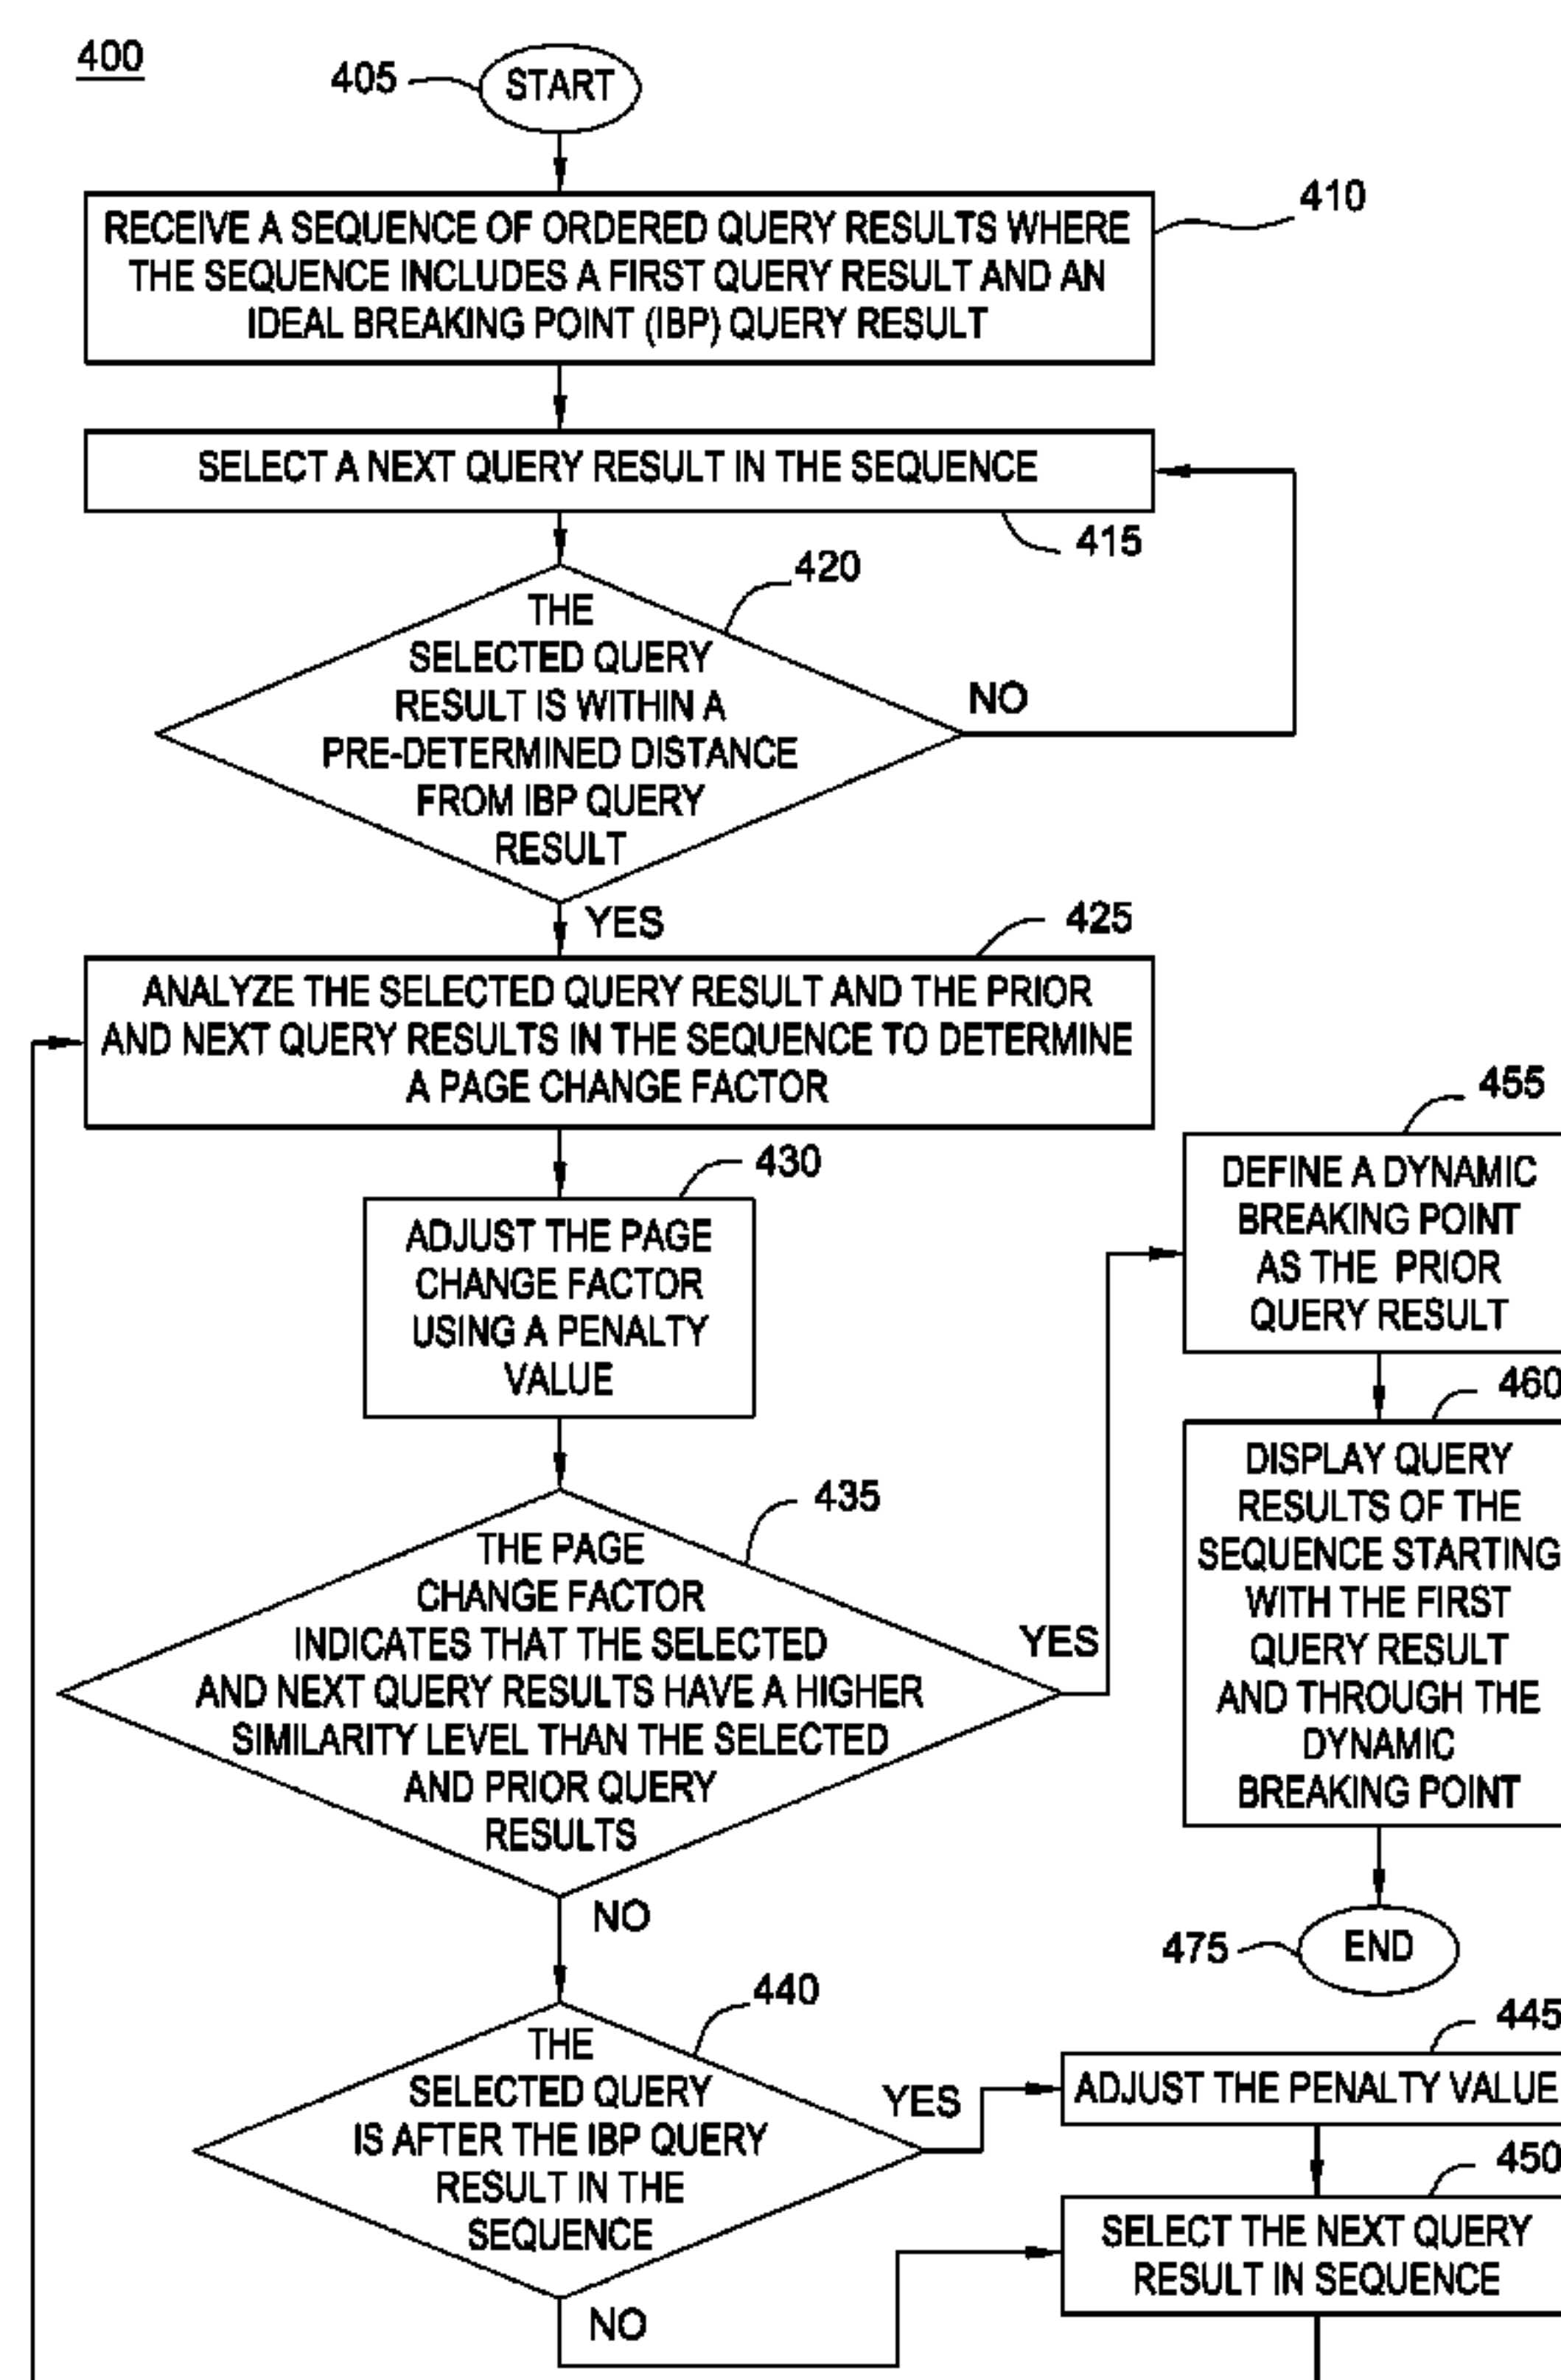 400
405
START
410
RECEIVE A SEQUENCE OF ORDERED QUERY RESULTS WHERE
THE SEQUENCE INCLUDES A FIRST QUERY RESULT AND AN
IDEAL BREAKING POINT (IBP) QUERY RESULT
SELECT A NEXT QUERY RESULT IN THE SEQUENCE
415
420
THE
SELECTED QUERY
RESULT IS WITHIN A
PRE-DETERMINED DISTANCE
FROM IBP QUERY
RESULT
NO
YES
425
ANALYZE THE SELECTED QUERY RESULT AND THE PRIOR
AND NEXT QUERY RESULTS IN THE SEQUENCE TO DETERMINE
A PAGE CHANGE FACTOR
430
ADJUST THE PAGE
CHANGE FACTOR
USING A PENALTY
VALUE
435
THE PAGE
CHANGE FACTOR
INDICATES THAT THE SELECTED
AND NEXT QUERY RESULTS HAVE A HIGHER
SIMILARITY LEVEL THAN THE SELECTED
AND PRIOR QUERY
RESULTS
YES
NO
455
DEFINE A DYNAMIC
BREAKING POINT
AS THE PRIOR
QUERY RESULT
460
DISPLAY QUERY
RESULTS OF THE
SEQUENCE STARTING
WITH THE FIRST
QUERY RESULT
AND THROUGH THE
DYNAMIC
BREAKING POINT
475
END
440
THE
SELECTED QUERY
IS AFTER THE IBP QUERY
RESULT IN THE
SEQUENCE
YES
NO
445
ADJUST THE PENALTY VALUE
450
SELECT THE NEXT QUERY
RESULT IN SEQUENCE